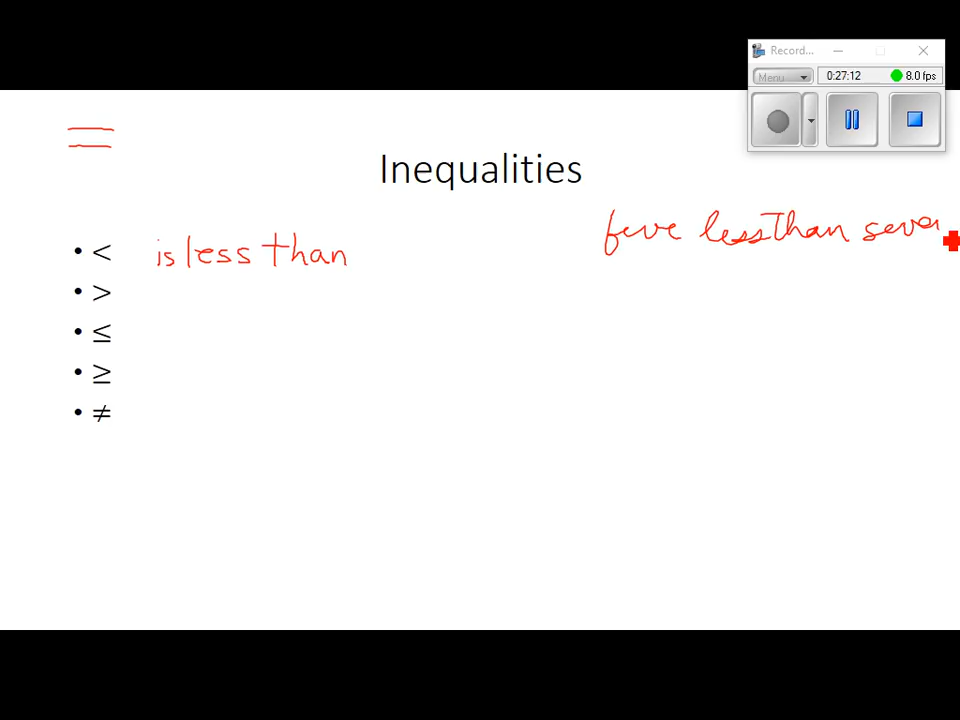 Record...
Menu 0:27:12 8.0 fps
=
Inequalities
five less than seven
• < is less than
• >
• ≤
• ≥
• ≠